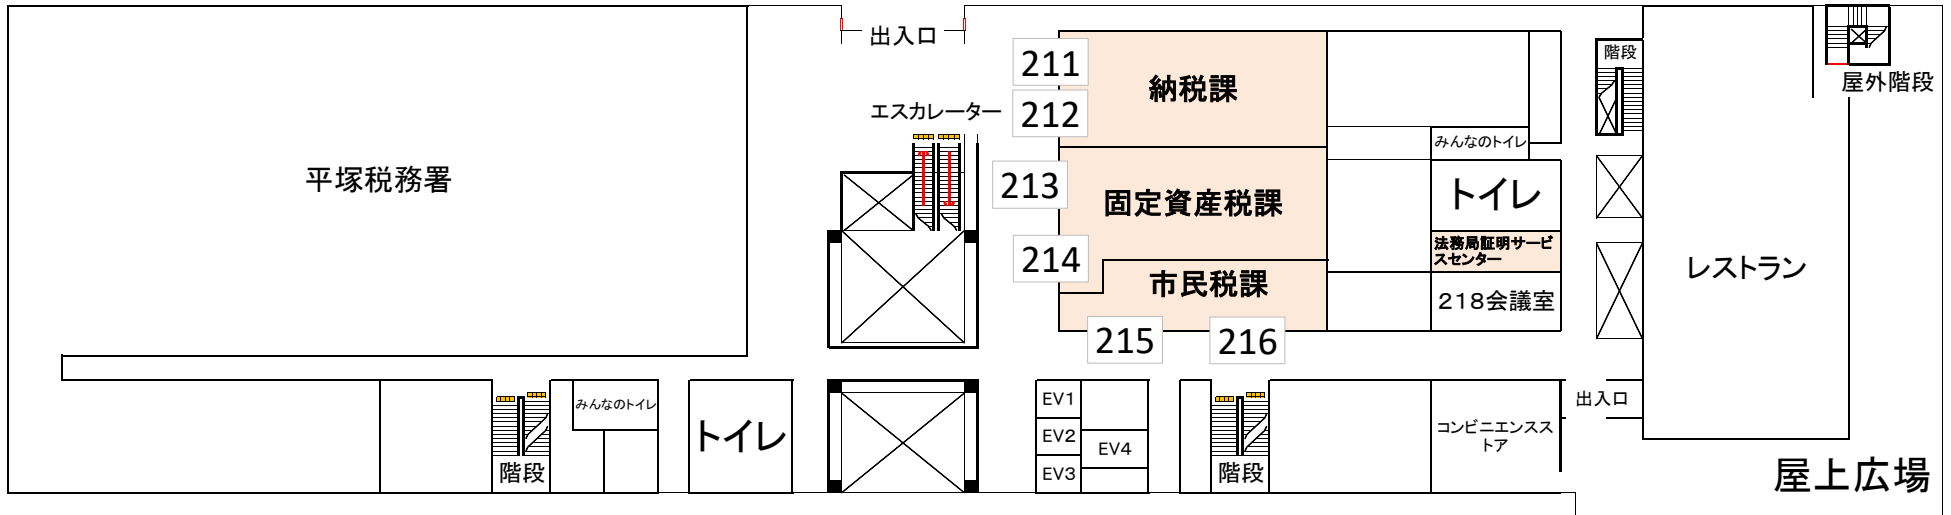 出入口
211
納税課
階段
屋外階段
212
エスカレーター
みんなのトイレ
平塚税務署
213
固定資産税課
トイレ
214
法務局証明サービ
スセンター
市民税課
レストラン
218会議室
215
216
EV1
みんなのトイレ
出入口
トイレ
EV2
EV4
コンビニエンスス
トア
階段
EV3
階段
屋上広場